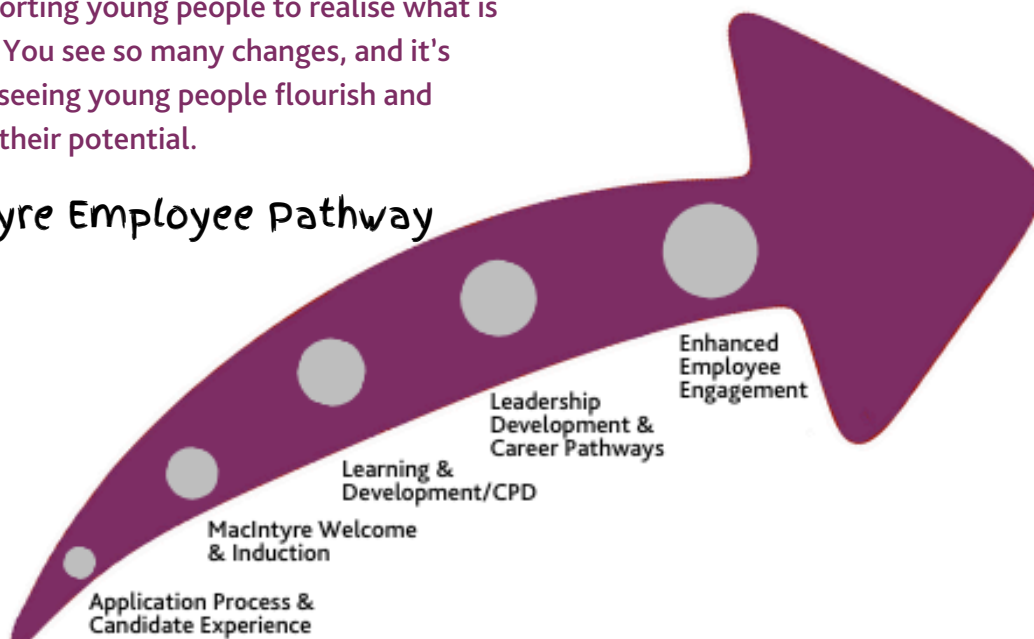 orting young people to realise what is
You see so many changes, and it's
seeing young people flourish and
their potential.
yre Employee Pathway
Enhanced
Employee
Engagement
Leadership
Development &
Career Pathways
Learning &
Development/CPD
MacIntyre Welcome
& Induction
Application Process &
Candidate Experience